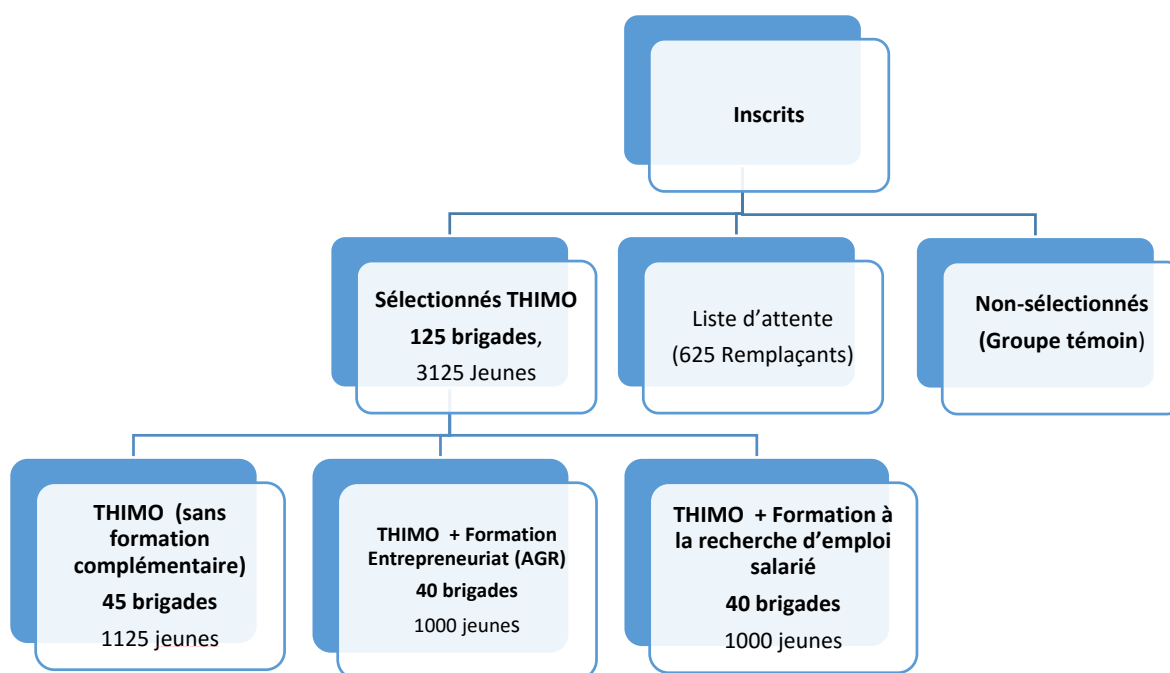 Inscrits
Sélectionnés THIMO
125 brigades,
3125 Jeunes
Liste d’attente
(625 Remplaçants)
Non-sélectionnés
(Groupe témoin)
THIMO (sans
formation
complémentaire)
45 brigades
1125 jeunes
THIMO + Formation
Entrepreneuriat (AGR)
40 brigades
1000 jeunes
THIMO + Formation à
la recherche d’emploi
salarié
40 brigades
1000 jeunes